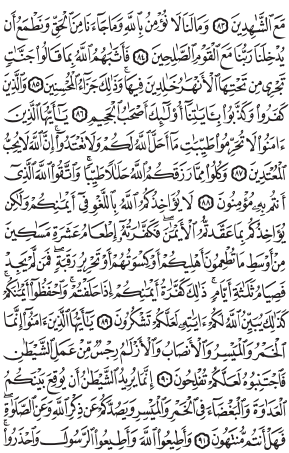 مَعَ ٱلشَّٰهِدِينَ ٨٣ وَمَا لَنَا لَا نُؤْمِنُ بِٱللَّهِ وَمَا جَآءَنَا مِنَ ٱلْحَقِّ وَنَطْمَعُ أَن
يُدْخِلَنَا رَبُّنَا مَعَ ٱلْقَوْمِ ٱلصَّٰلِحِينَ ٨٤ فَأَثَٰبَهُمُ ٱللَّهُ بِمَا قَالُوا۟ جَنَّٰتٍ
تَجْرِى مِن تَحْتِهَا ٱلْأَنْهَٰرُ خَٰلِدِينَ فِيهَا ۚ وَذَٰلِكَ جَزَآءُ ٱلْمُحْسِنِينَ ٨٥ وَٱلَّذِينَ
كَفَرُوا۟ وَكَذَّبُوا۟ بِـَٔايَٰتِنَآ أُو۟لَٰٓئِكَ أَصْحَٰبُ ٱلْجَحِيمِ ٨٦ يَٰٓأَيُّهَا ٱلَّذِينَ
ءَامَنُوا۟ لَا تُحَرِّمُوا۟ طَيِّبَٰتِ مَآ أَحَلَّ ٱللَّهُ لَكُمْ وَلَا تَعْتَدُوٓا۟ ۚ إِنَّ ٱللَّهَ لَا يُحِبُّ
ٱلْمُعْتَدِينَ ٨٧ وَكُلُوا۟ مِمَّا رَزَقَكُمُ ٱللَّهُ حَلَٰلًا طَيِّبًا ۚ وَٱتَّقُوا۟ ٱللَّهَ ٱلَّذِىٓ
أَنتُم بِهِۦ مُؤْمِنُونَ ٨٨ لَا يُؤَاخِذُكُمُ ٱللَّهُ بِٱللَّغْوِ فِىٓ أَيْمَٰنِكُمْ وَلَٰكِن
يُؤَاخِذُكُم بِمَا عَقَّدتُّمُ ٱلْأَيْمَٰنَ ۖ فَكَفَّٰرَتُهُۥٓ إِطْعَامُ عَشَرَةِ مَسَٰكِينَ
مِنْ أَوْسَطِ مَا تُطْعِمُونَ أَهْلِيكُمْ أَوْ كِسْوَتُهُمْ أَوْ تَحْرِيرُ رَقَبَةٍ ۖ فَمَن لَّمْ يَجِدْ
فَصِيَامُ ثَلَٰثَةِ أَيَّامٍ ۚ ذَٰلِكَ كَفَّٰرَةُ أَيْمَٰنِكُمْ إِذَا حَلَفْتُمْ ۚ وَٱحْفَظُوٓا۟ أَيْمَٰنَكُمْ ۚ
كَذَٰلِكَ يُبَيِّنُ ٱللَّهُ لَكُمْ ءَايَٰتِهِۦ لَعَلَّكُمْ تَشْكُرُونَ ٨٩ يَٰٓأَيُّهَا ٱلَّذِينَ ءَامَنُوٓا۟ إِنَّمَا
ٱلْخَمْرُ وَٱلْمَيْسِرُ وَٱلْأَنصَابُ وَٱلْأَزْلَٰمُ رِجْسٌ مِّنْ عَمَلِ ٱلشَّيْطَٰنِ
فَٱجْتَنِبُوهُ لَعَلَّكُمْ تُفْلِحُونَ ٩٠ إِنَّمَا يُرِيدُ ٱلشَّيْطَٰنُ أَن يُوقِعَ بَيْنَكُمُ
ٱلْعَدَٰوَةَ وَٱلْبَغْضَآءَ فِى ٱلْخَمْرِ وَٱلْمَيْسِرِ وَيَصُدَّكُمْ عَن ذِكْرِ ٱللَّهِ وَعَنِ ٱلصَّلَوٰةِ ۖ
فَهَلْ أَنتُم مُّنتَهُونَ ٩١ وَأَطِيعُوا۟ ٱللَّهَ وَأَطِيعُوا۟ ٱلرَّسُولَ وَٱحْذَرُوا۟ ۚ